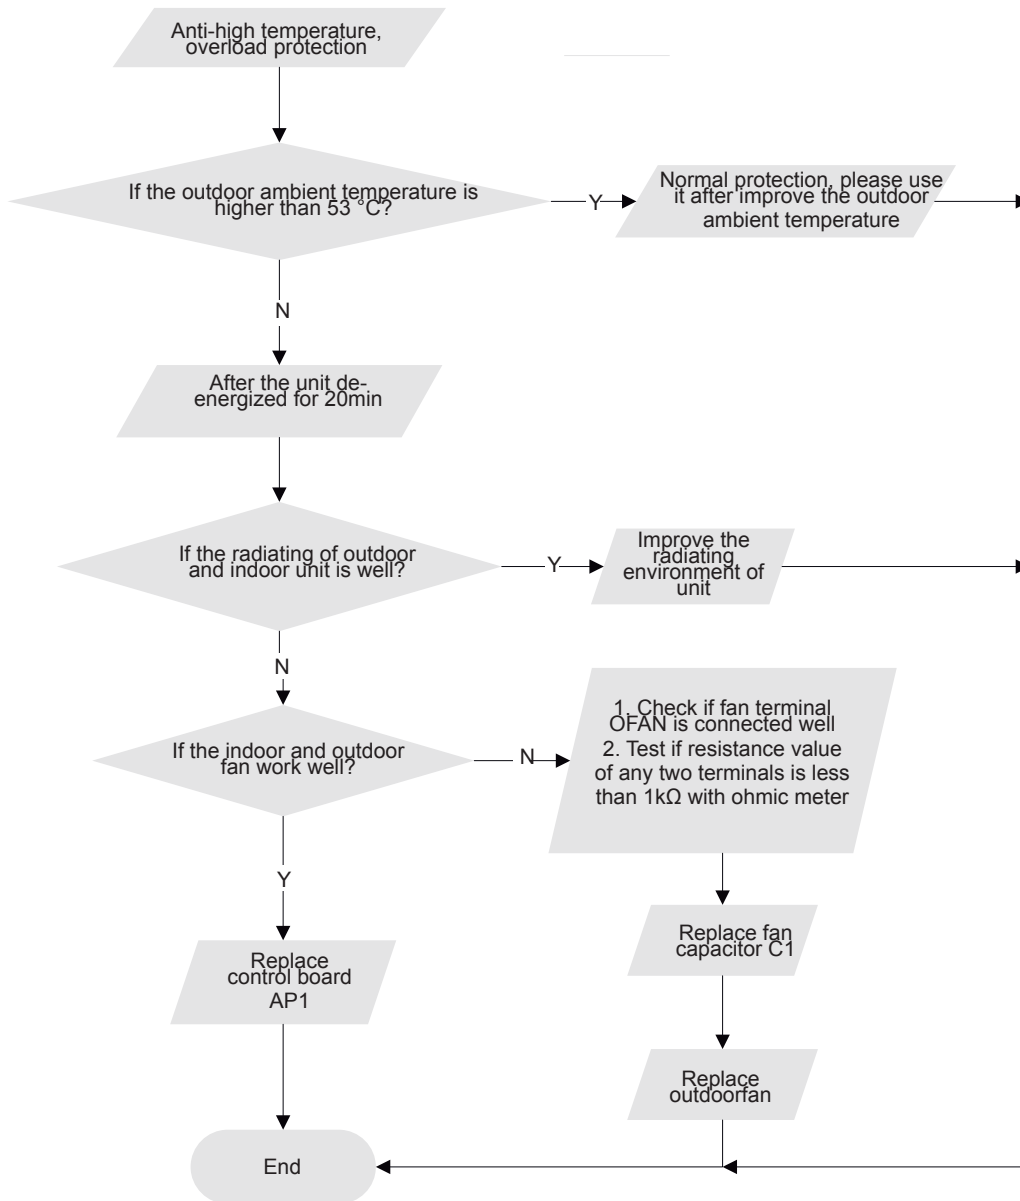 Anti-high temperature,
overload protection
If the outdoor ambient temperature is
higher than 53 °C?
Y
Normal protection, please use
it after improve the outdoor
ambient temperature
N
After the unit de-
energized for 20min
If the radiating of outdoor
and indoor unit is well?
Y
Improve the
radiating
environment of
unit
N
If the indoor and outdoor
fan work well?
N
1. Check if fan terminal
OFAN is connected well
2. Test if resistance value
of any two terminals is less
than 1kΩ with ohmic meter
Y
Replace fan
capacitor C1
Replace
control board
AP1
Replace
outdoorfan
End